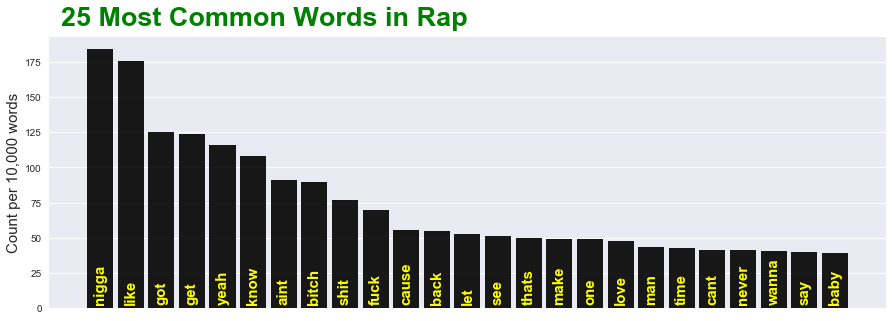 25 Most Common Words in Rap
Count per 10,000 words
175
150
125
100
75
50
25
0
nigga
like
got
get
yeah
know
aint
bitch
shit
fuck
cause
back
let
see
thats
make
one
love
man
time
cant
never
wanna
say
baby